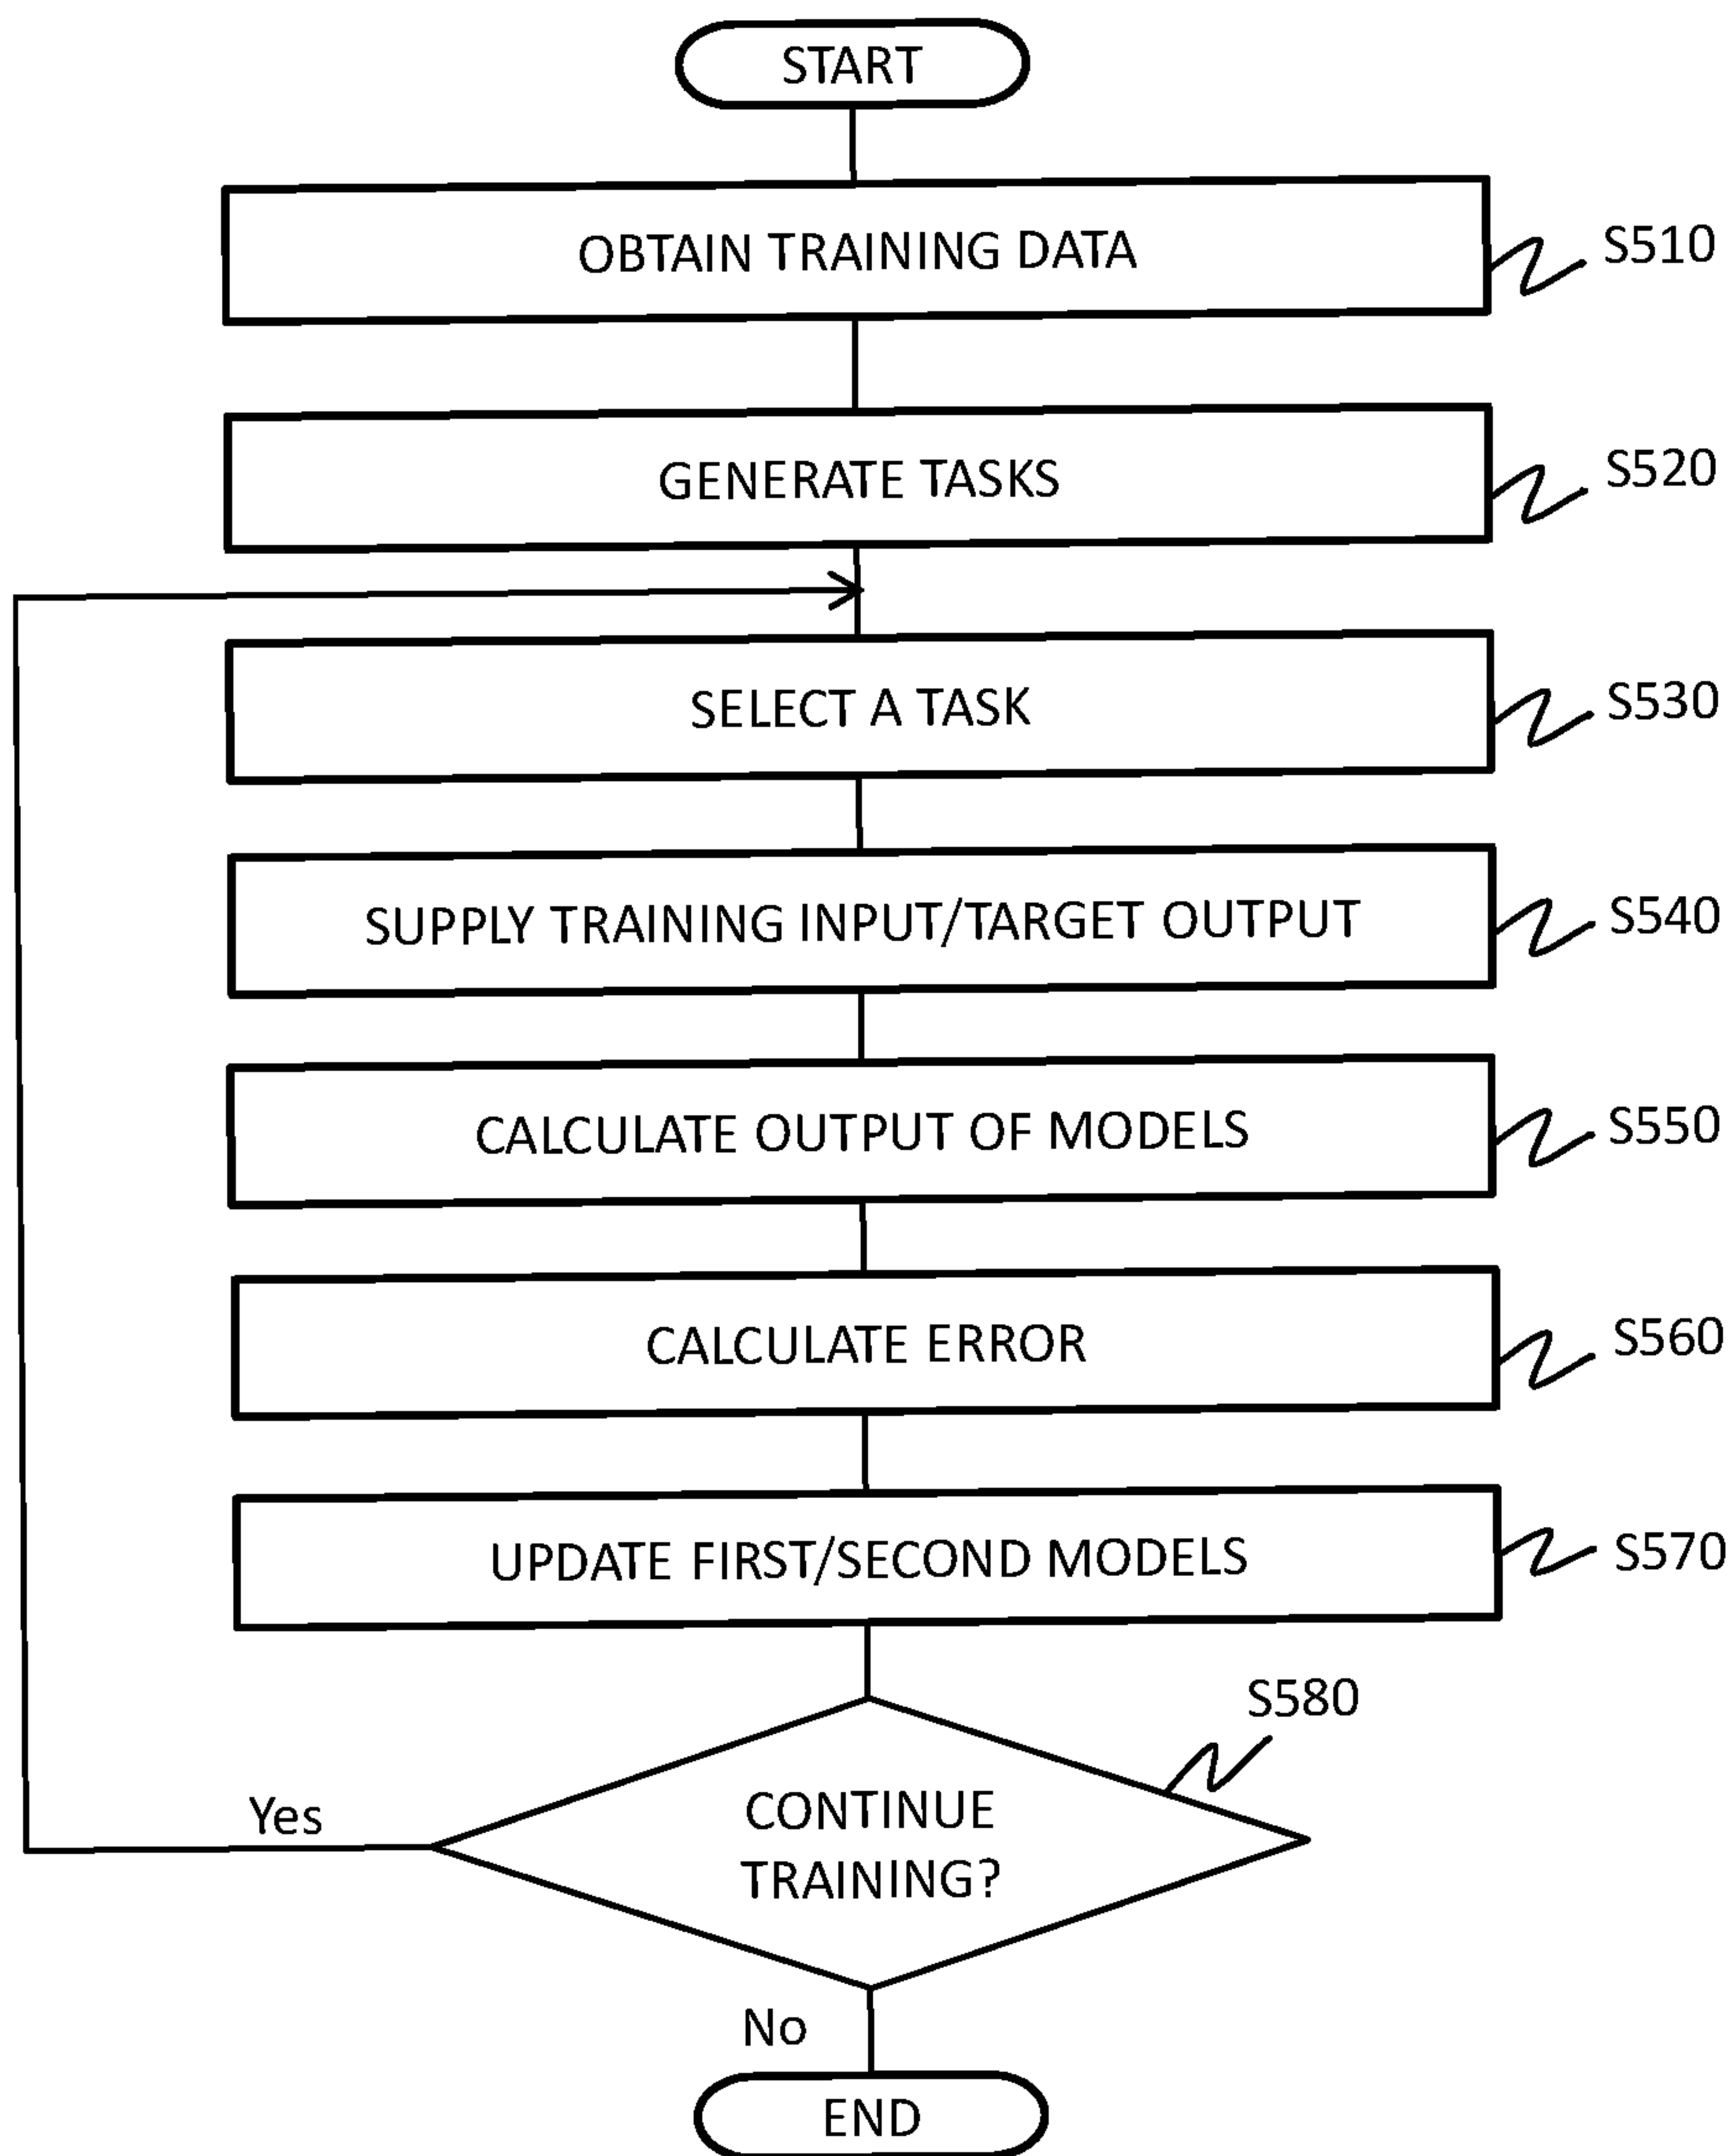 START
OBTAIN TRAINING DATA
S510
GENERATE TASKS
S520
SELECT A TASK
S530
SUPPLY TRAINING INPUT/TARGET OUTPUT
S540
CALCULATE OUTPUT OF MODELS
S550
CALCULATE ERROR
S560
UPDATE FIRST/SECOND MODELS
S570
S580
CONTINUE
TRAINING?
Yes
No
END